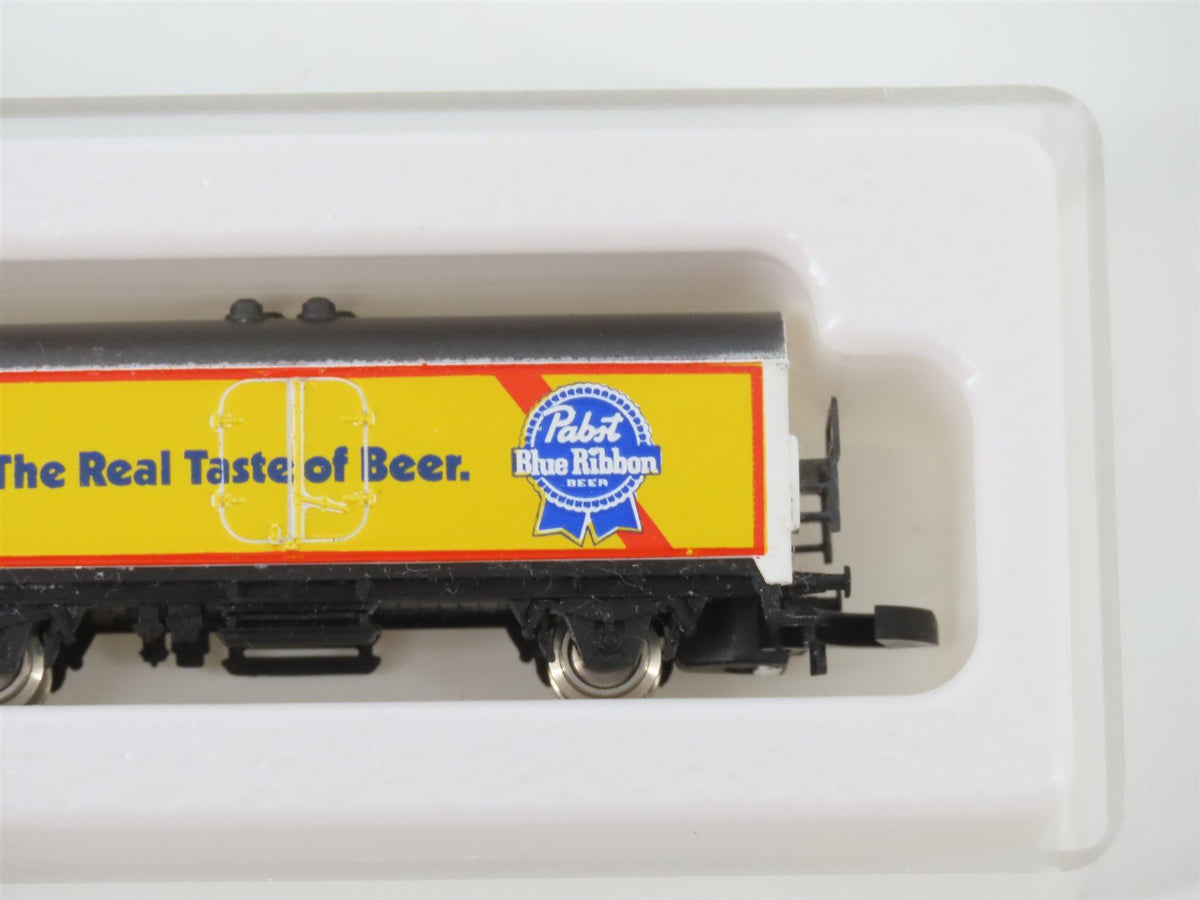 The Real Taste of Beer.
Pabst
Blue Ribbon
BEER